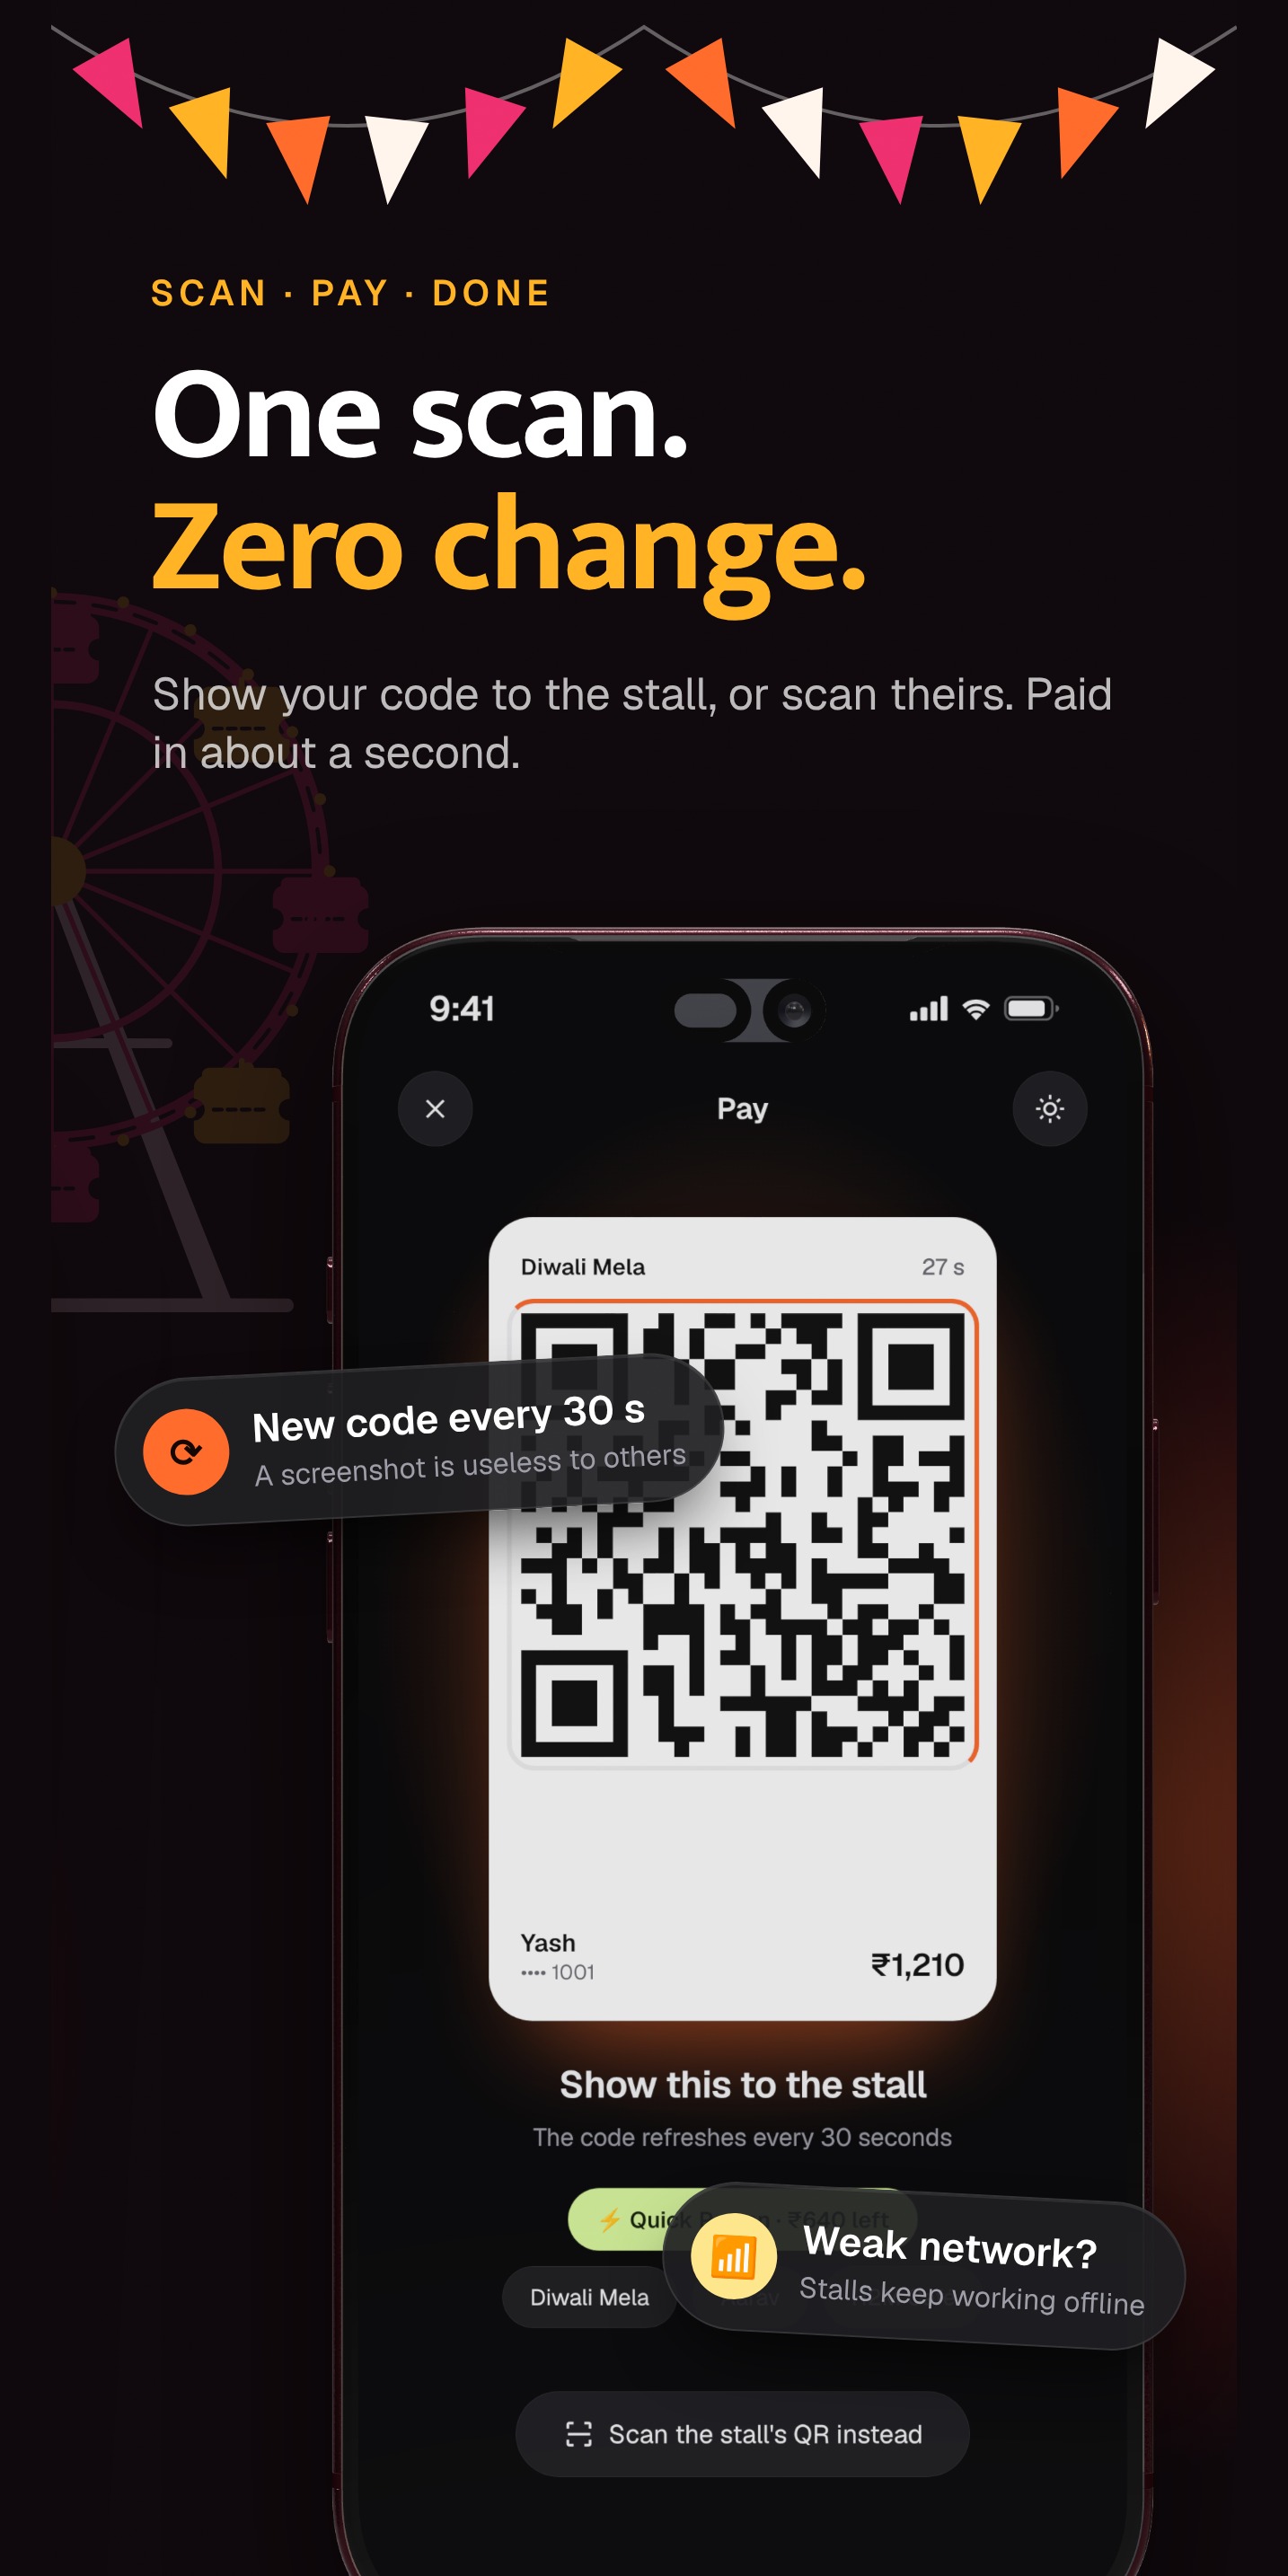 SCAN · PAY · DONE
One scan.
Zero change.
Show your code to the stall, or scan theirs. Paid
in about a second.
9:41
Pay
Diwali Mela
27 s
New code every 30 s
A screenshot is useless to others
Yash
•••• 1001
₹1,210
Show this to the stall
The code refreshes every 30 seconds
⚡ Quick · ₹640 left
Weak network?
Stalls keep working offline
Diwali Mela
Scan the stall's QR instead